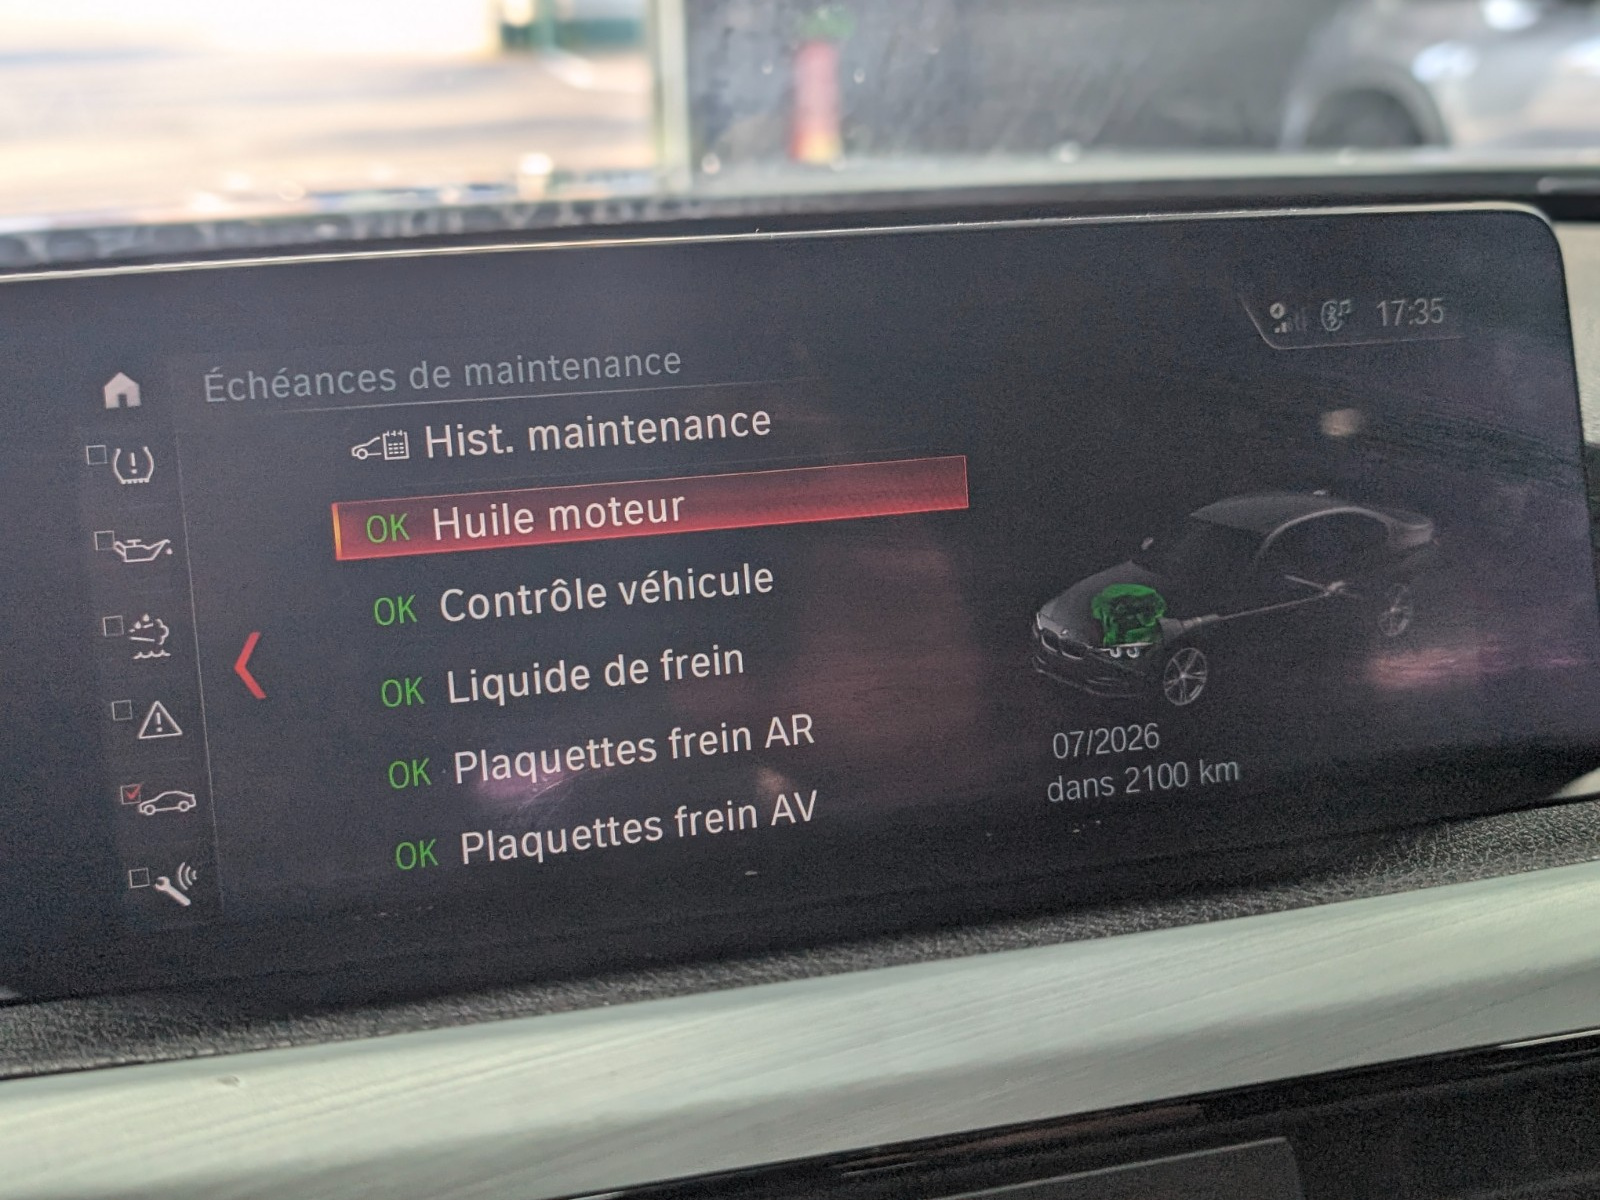 17:35
Échéances de maintenance
Hist. maintenance
OK Huile moteur
OK Contrôle véhicule
OK Liquide de frein
OK Plaquettes frein AR
OK Plaquettes frein AV
07/2026
dans 2100 km